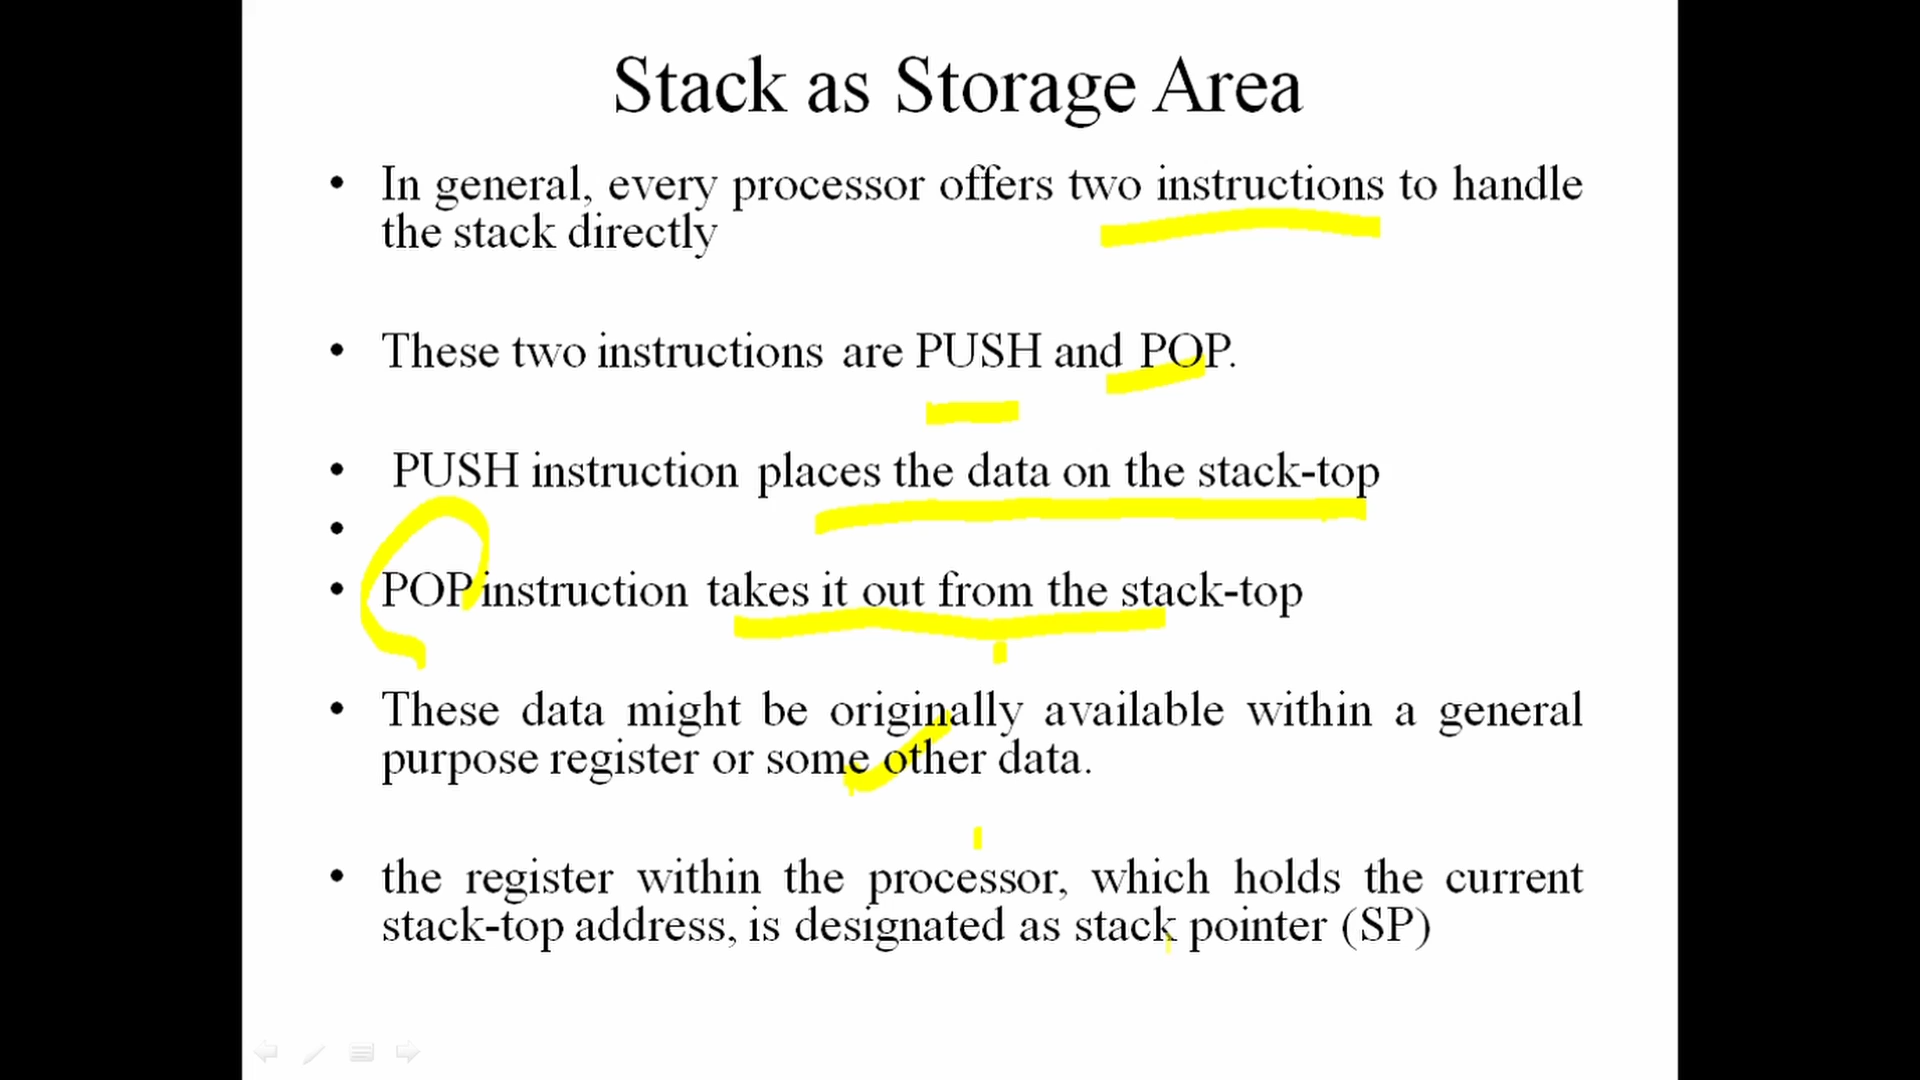 Stack as Storage Area
• In general, every processor offers two instructions to handle
the stack directly
• These two instructions are PUSH and POP.
• PUSH instruction places the data on the stack-top
•
• POP instruction takes it out from the stack-top
• These data might be originally available within a general
purpose register or some other data.
• the register within the processor, which holds the current
stack-top address, is designated as stack pointer (SP)